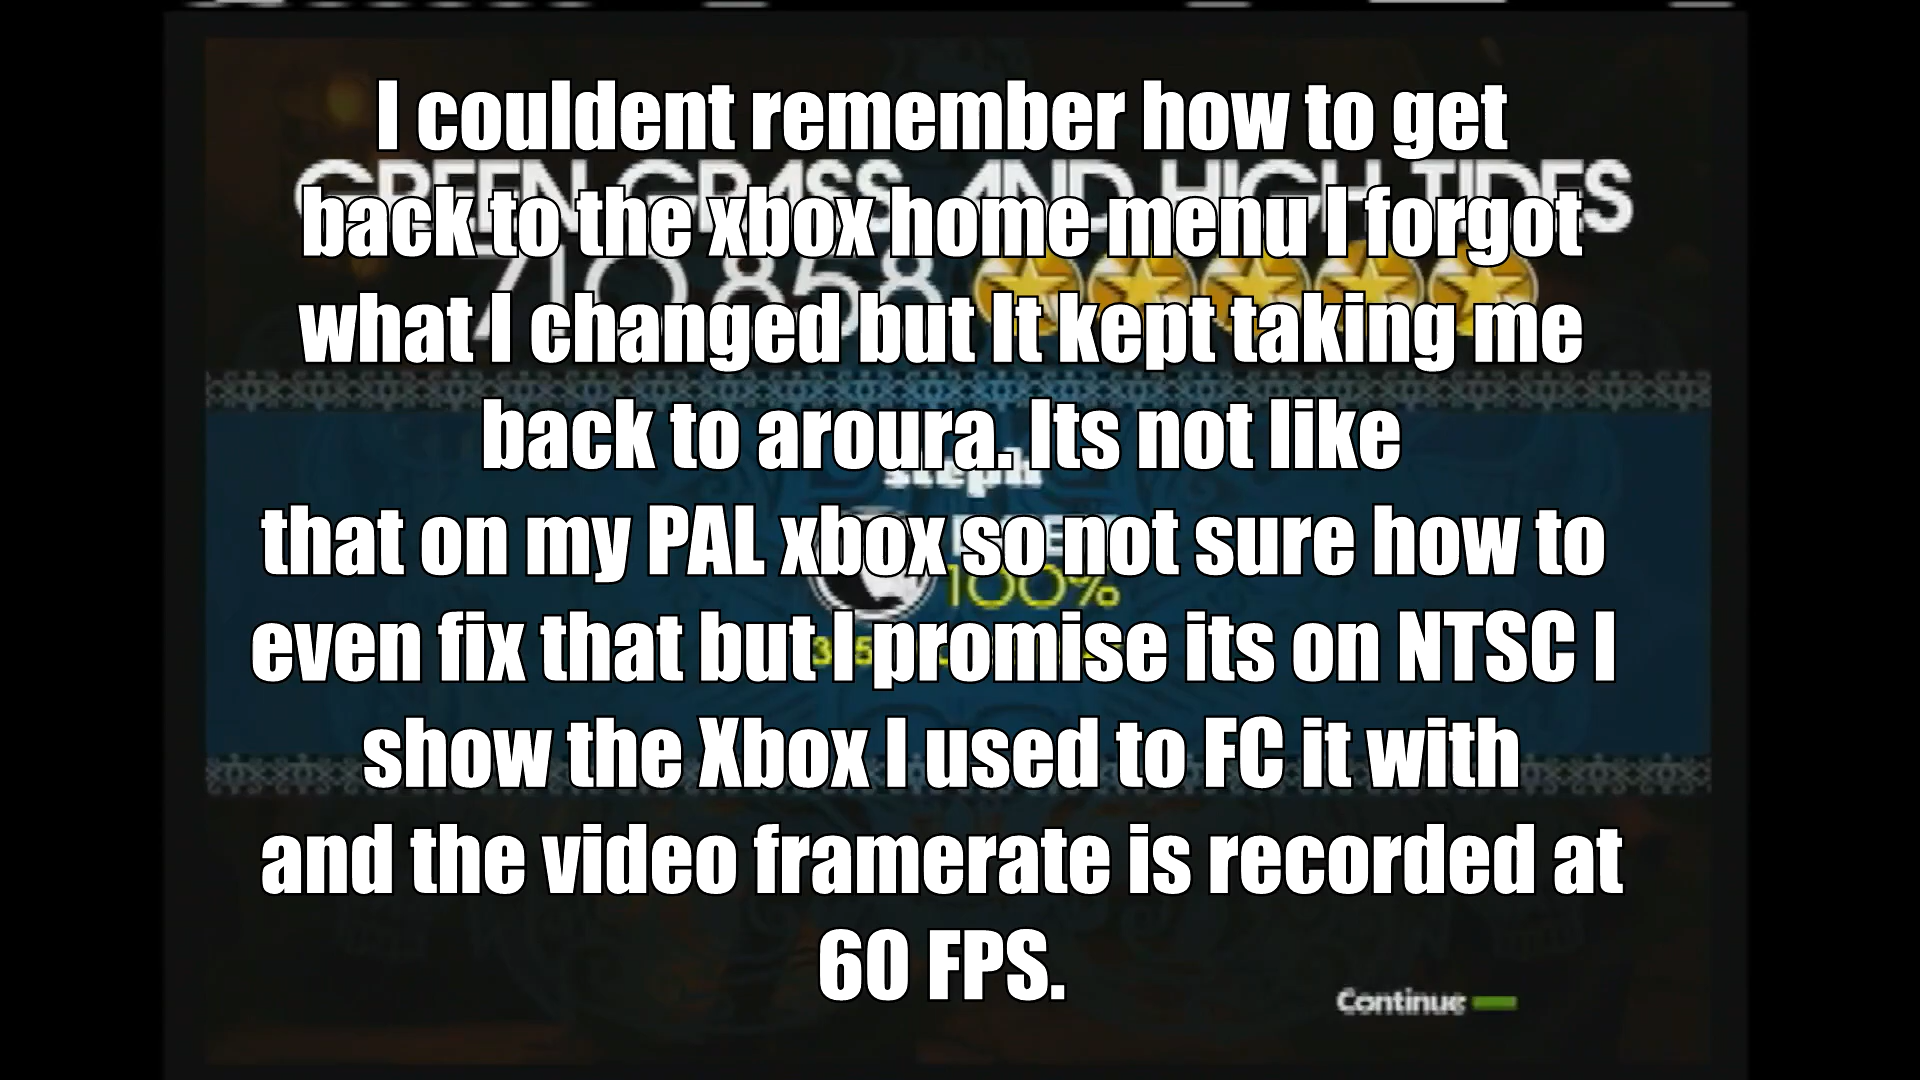 I couldent remember how to get
GREEN GRASS AND HIGH TIDES
back to the xbox home menu I forgot
710,858
what I changed but It kept taking me
back to aroura. Its not like
steph
that on my PAL xbox so not sure how to
100%
even fix that but I promise its on NTSC I
show the Xbox I used to FC it with
and the video framerate is recorded at
60 FPS.
Continue